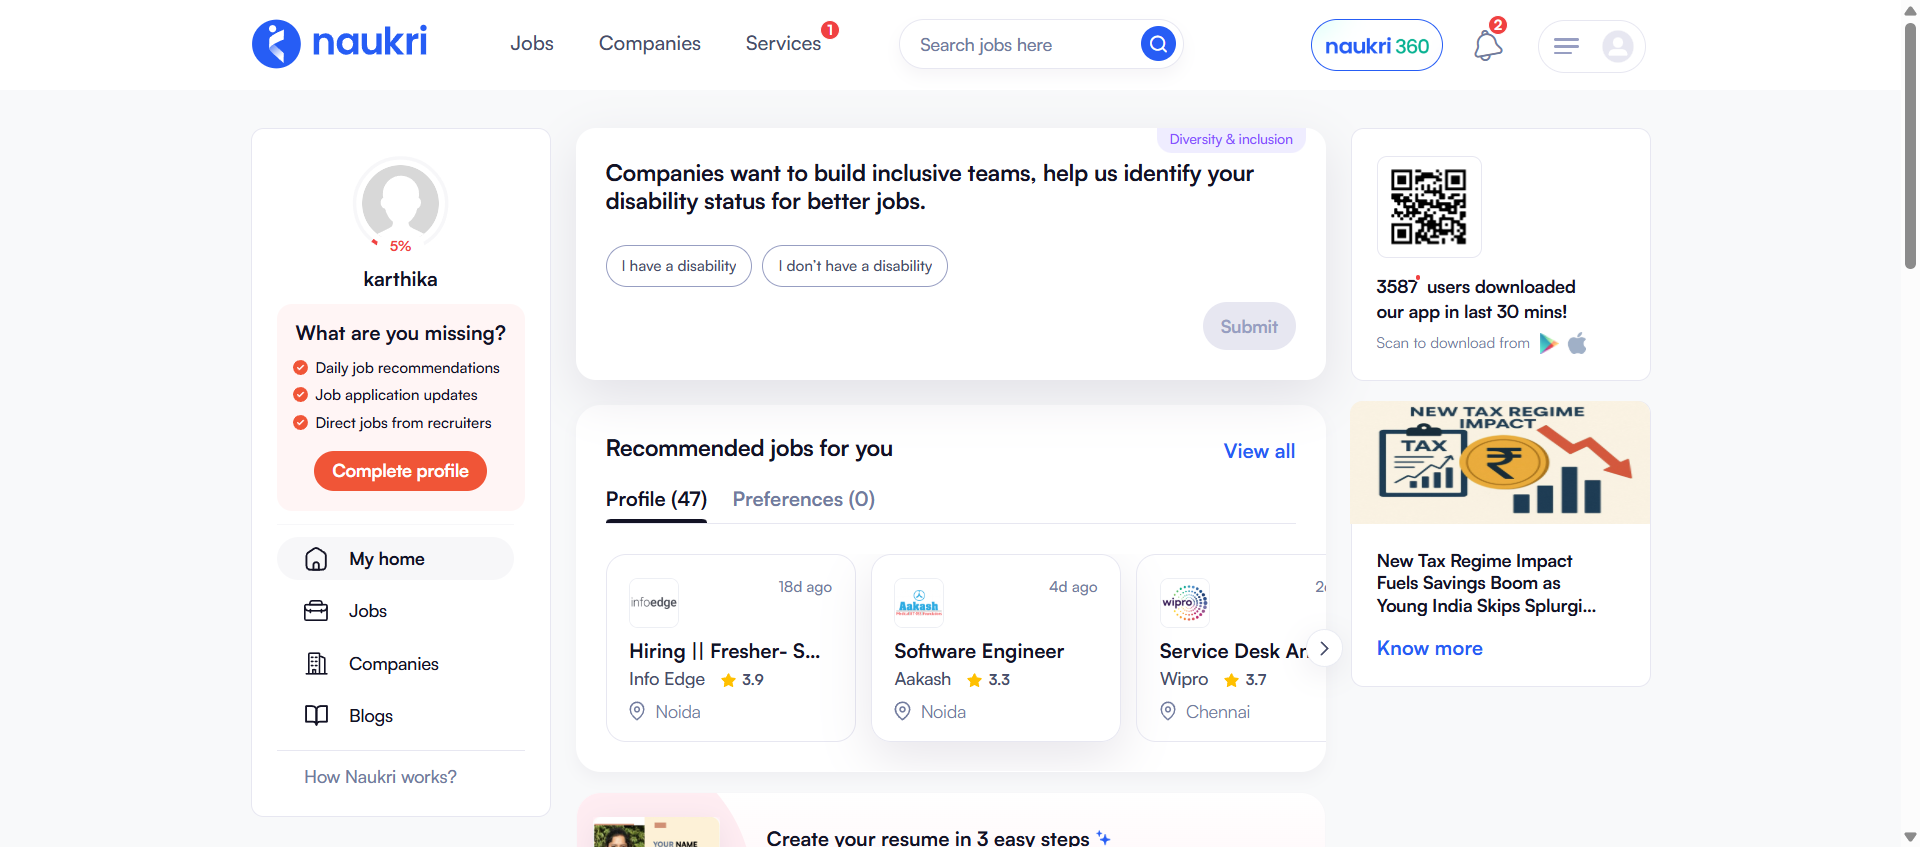 naukri
Jobs
Companies
Services
1
Search jobs here
naukri 360
2
5%
karthika
What are you missing?
Daily job recommendations
Job application updates
Direct jobs from recruiters
Complete profile
My home
Jobs
Companies
Blogs
How Naukri works?
Diversity & inclusion
Companies want to build inclusive teams, help us identify your
disability status for better jobs.
I have a disability
I don't have a disability
Submit
Recommended jobs for you
View all
Profile (47)
Preferences (0)
infoedge
18d ago
Hiring || Fresher- S...
Info Edge
3.9
Noida
Aakash
4d ago
Software Engineer
Aakash
3.3
Noida
wipro
Service Desk An
Wipro
3.7
Chennai
Create your resume in 3 easy steps
YOUR NAME
3587 users downloaded
our app in last 30 mins!
Scan to download from
NEW TAX REGIME
IMPACT
TAX
₹
New Tax Regime Impact
Fuels Savings Boom as
Young India Skips Splurgi...
Know more